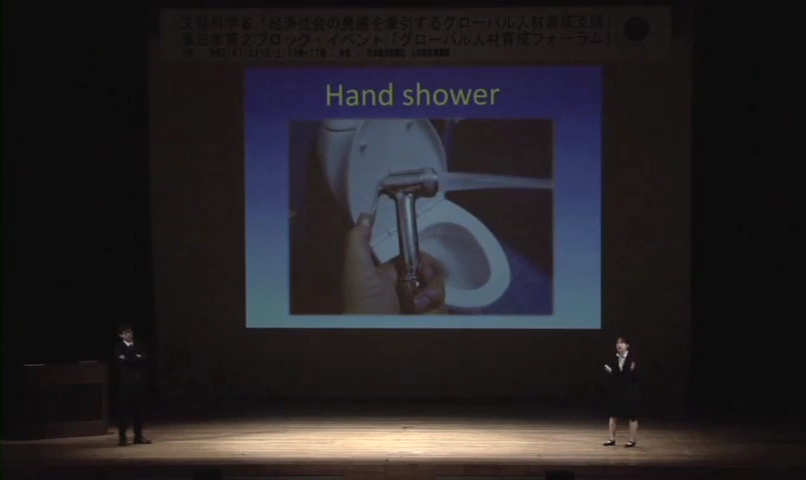 文部科学省「経済社会の発展を牽引するグローバル人材育成支援」
東日本第2ブロック・イベント「グローバル人材育成フォーラム」
Hand shower